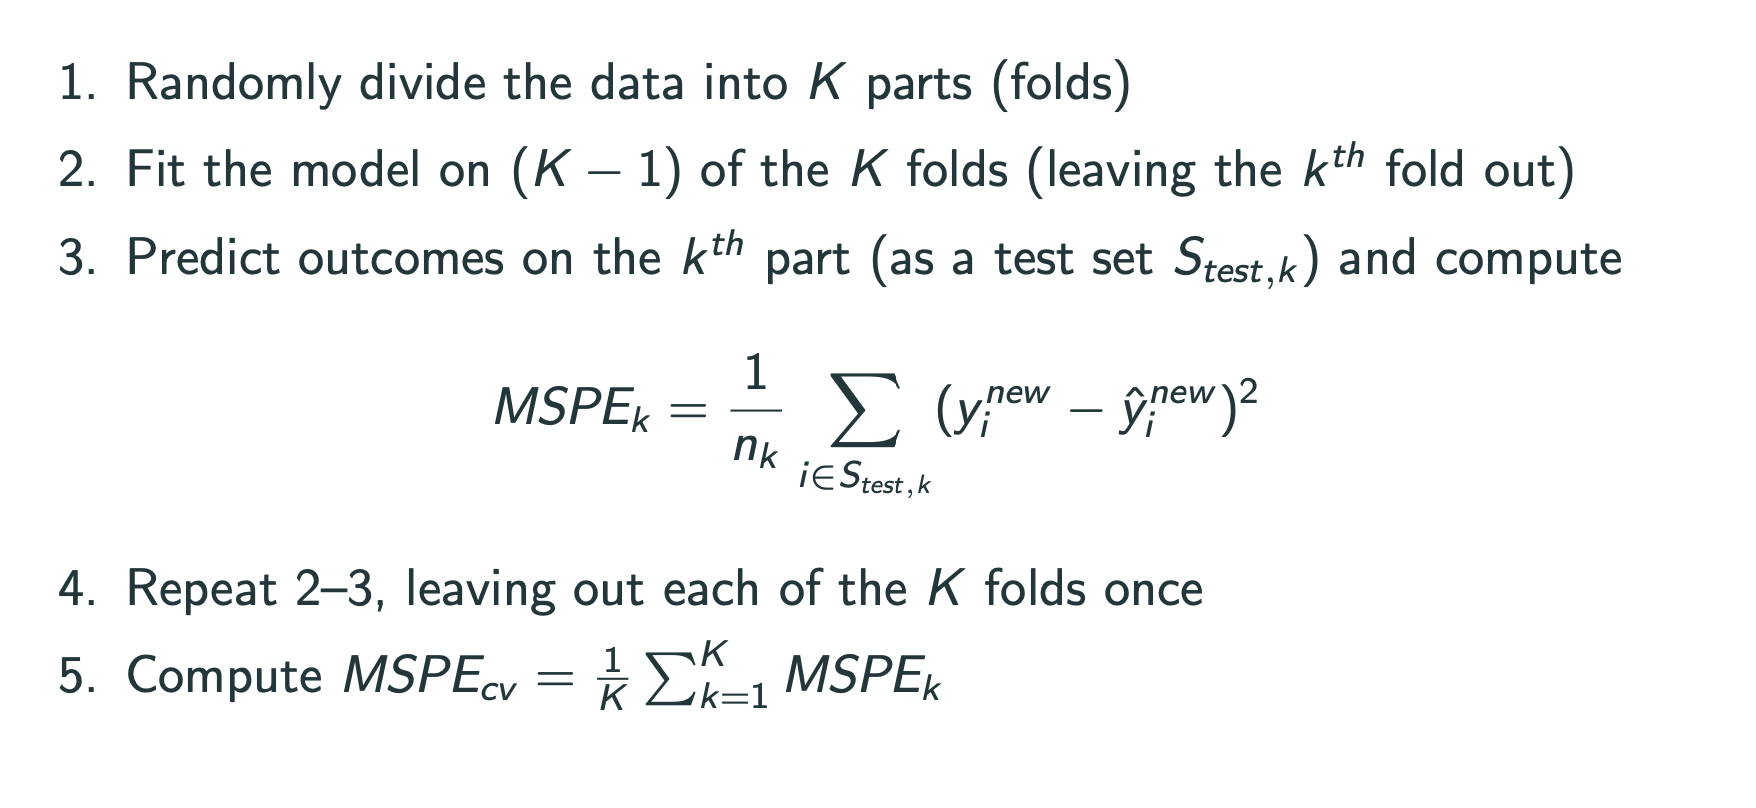 1. Randomly divide the data into K parts (folds)
2. Fit the model on (K − 1) of the K folds (leaving the k^{th} fold out)
3. Predict outcomes on the k^{th} part (as a test set S_{test,k}) and compute
MSPE_k = \frac{1}{n_k} \sum_{i∈S_{test,k}} (y_i^{new} − ŷ_i^{new})^2
4. Repeat 2–3, leaving out each of the K folds once
5. Compute MSPE_{cv} = \frac{1}{K} \sum_{k=1}^{K} MSPE_k